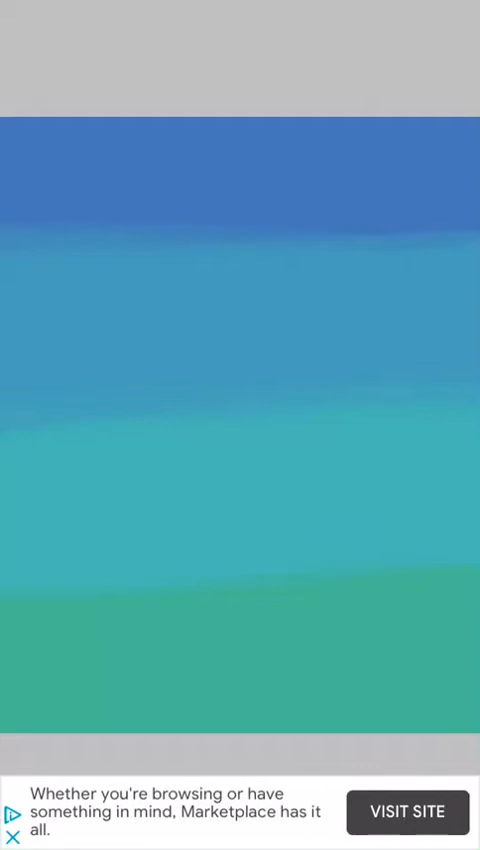 Whether you're browsing or have
something in mind, Marketplace has it
all.
VISIT SITE